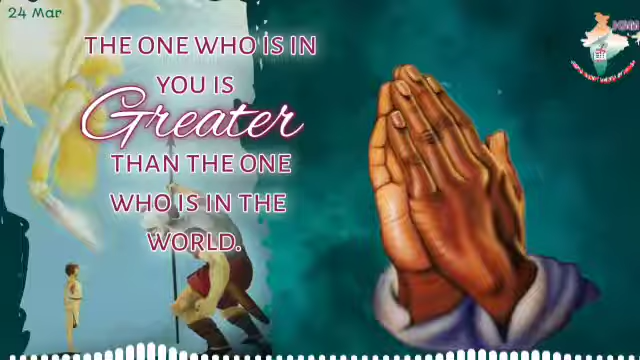 24 Mar
THE ONE WHO IS IN
YOU IS
Greater
THAN THE ONE
WHO IS IN THE
WORLD.